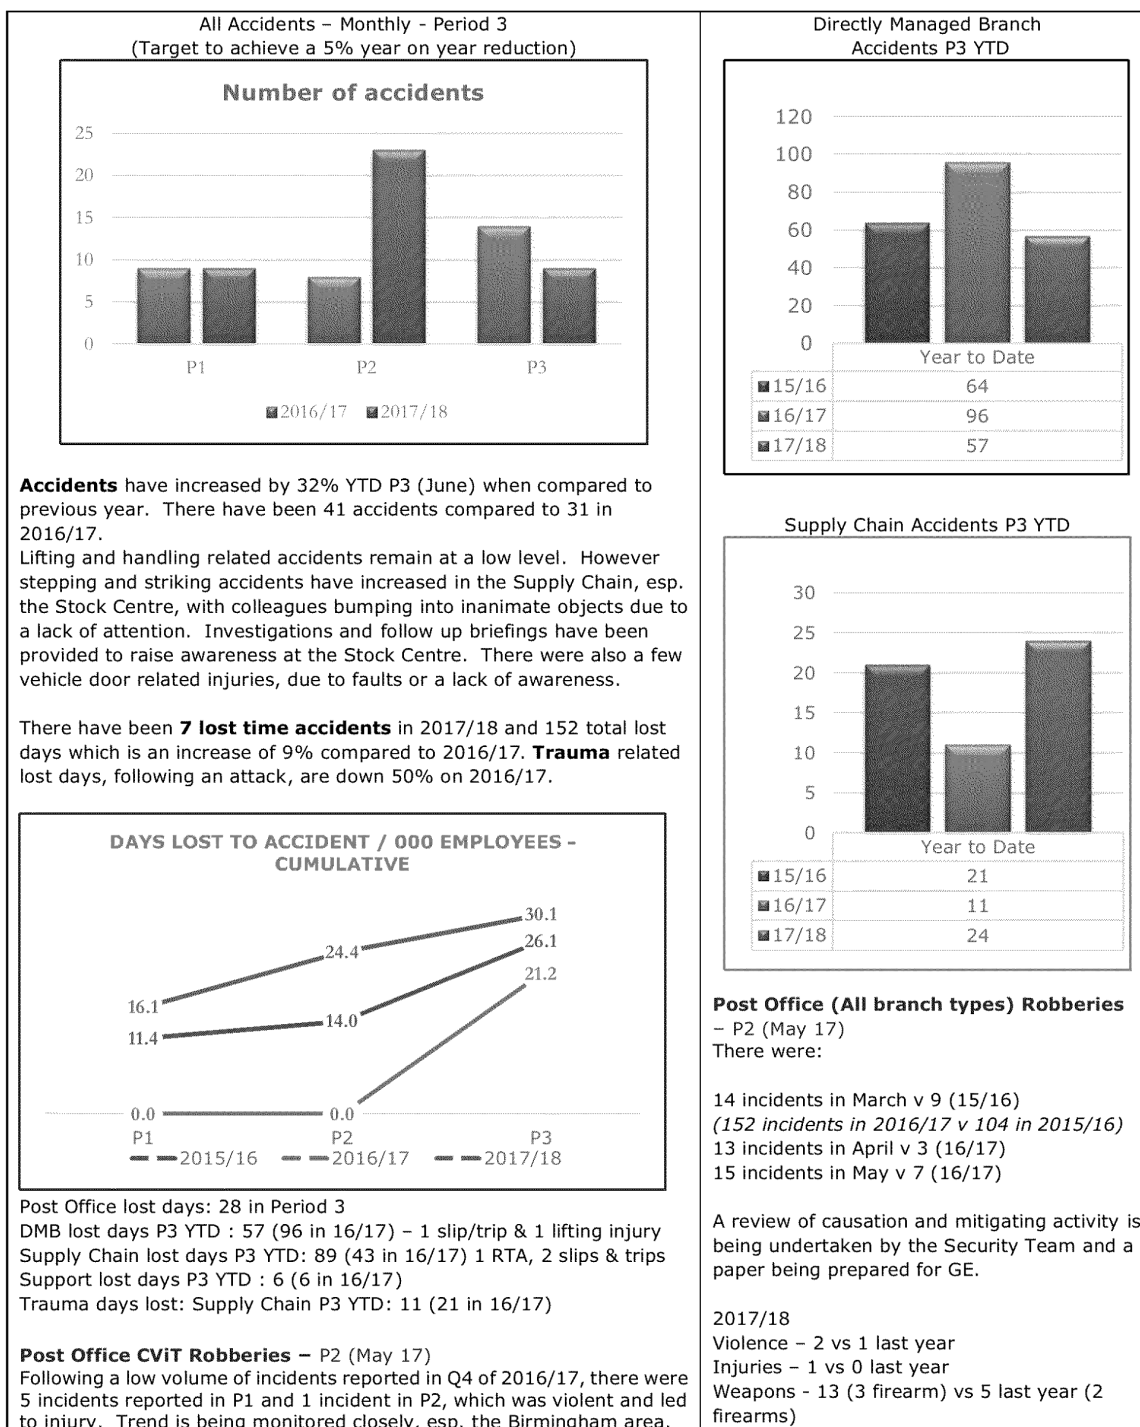 All Accidents – Monthly - Period 3
(Target to achieve a 5% year on year reduction)
Number of accidents
25
20
15
10
5
0
P1
P2
P3
2016/17
2017/18
Accidents have increased by 32% YTD P3 (June) when compared to
previous year. There have been 41 accidents compared to 31 in
2016/17.
Lifting and handling related accidents remain at a low level. However
stepping and striking accidents have increased in the Supply Chain, esp.
the Stock Centre, with colleagues bumping into inanimate objects due to
a lack of attention. Investigations and follow up briefings have been
provided to raise awareness at the Stock Centre. There were also a few
vehicle door related injuries, due to faults or a lack of awareness.
There have been 7 lost time accidents in 2017/18 and 152 total lost
days which is an increase of 9% compared to 2016/17. Trauma related
lost days, following an attack, are down 50% on 2016/17.
DAYS LOST TO ACCIDENT / 000 EMPLOYEES -
CUMULATIVE
30.1
26.1
24.4
21.2
16.1
14.0
11.4
0.0
0.0
P1
P2
P3
2015/16
2016/17
2017/18
Post Office lost days: 28 in Period 3
DMB lost days P3 YTD : 57 (96 in 16/17) – 1 slip/trip & 1 lifting injury
Supply Chain lost days P3 YTD: 89 (43 in 16/17) 1 RTA, 2 slips & trips
Support lost days P3 YTD : 6 (6 in 16/17)
Trauma days lost: Supply Chain P3 YTD: 11 (21 in 16/17)
Post Office CViT Robberies – P2 (May 17)
Following a low volume of incidents reported in Q4 of 2016/17, there were
5 incidents reported in P1 and 1 incident in P2, which was violent and led
to injury. Trend is being monitored closely, esp. the Birmingham area.
Directly Managed Branch
Accidents P3 YTD
120
100
80
60
40
20
0
Year to Date
15/16 64
16/17 96
17/18 57
Supply Chain Accidents P3 YTD
30
25
20
15
10
5
0
Year to Date
15/16 21
16/17 11
17/18 24
Post Office (All branch types) Robberies
– P2 (May 17)
There were:
14 incidents in March v 9 (15/16)
(152 incidents in 2016/17 v 104 in 2015/16)
13 incidents in April v 3 (16/17)
15 incidents in May v 7 (16/17)
A review of causation and mitigating activity is
being undertaken by the Security Team and a
paper being prepared for GE.
2017/18
Violence – 2 vs 1 last year
Injuries – 1 vs 0 last year
Weapons - 13 (3 firearm) vs 5 last year (2
firearms)